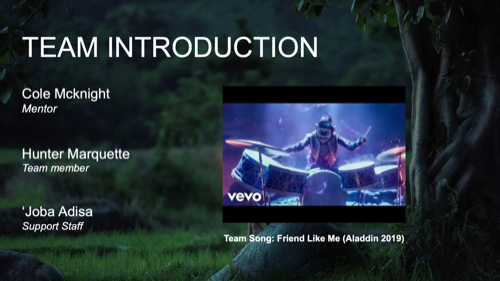 TEAM INTRODUCTION
Cole Mcknight
Mentor
Hunter Marquette
Team member
‘Joba Adisa
Support Staff
vevo
Team Song: Friend Like Me (Aladdin 2019)